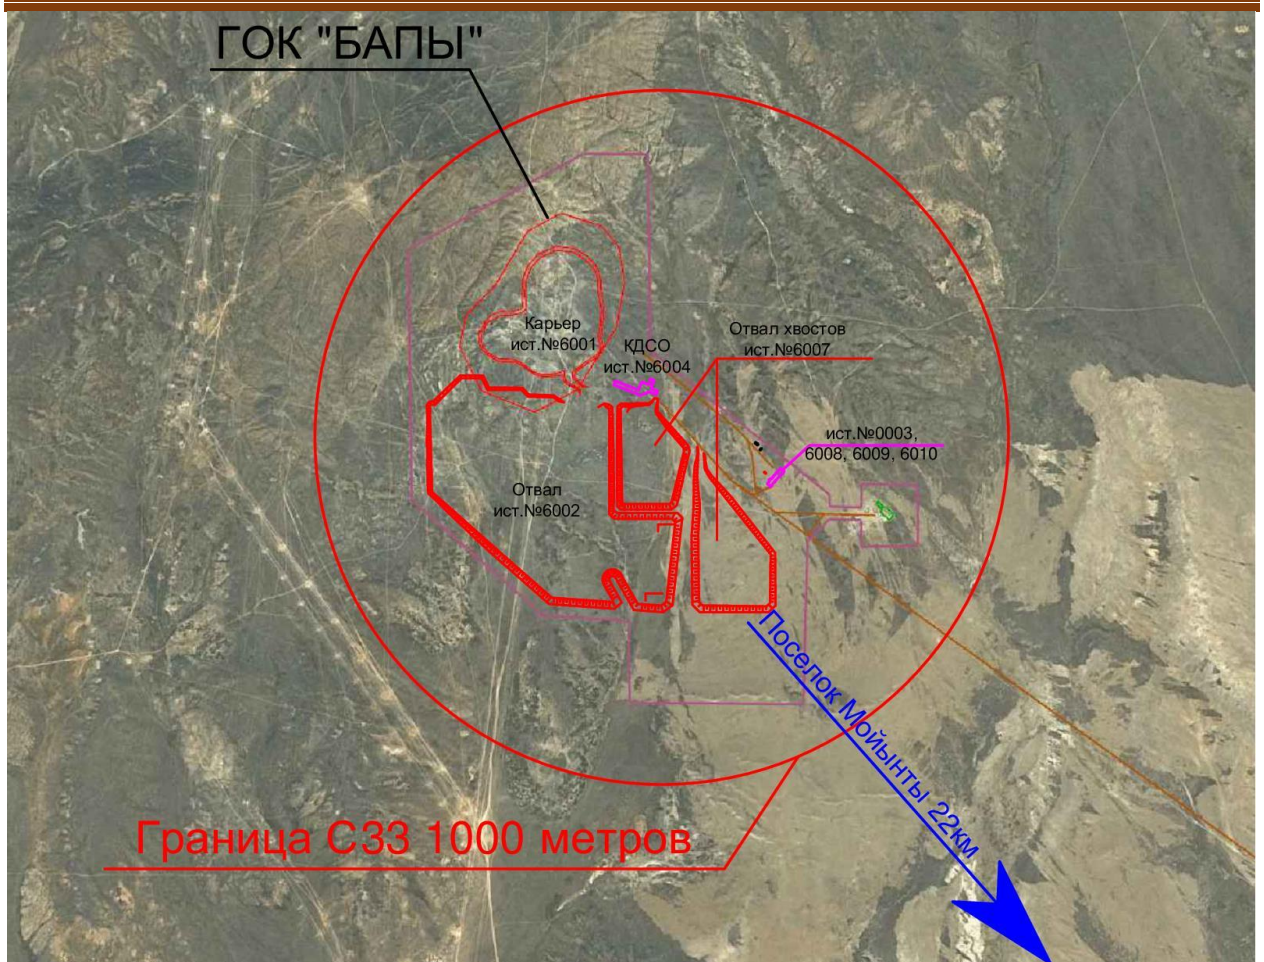 ГОК "БАПЫ"
Карьер
ист.№6001
КДСО
ист.№6004
Отвал хвостов
ист.№6007
ист.№0003,
6008, 6009, 6010
Отвал
ист.№6002
Поселок Мойынты 22км
Граница СЗЗ 1000 метров